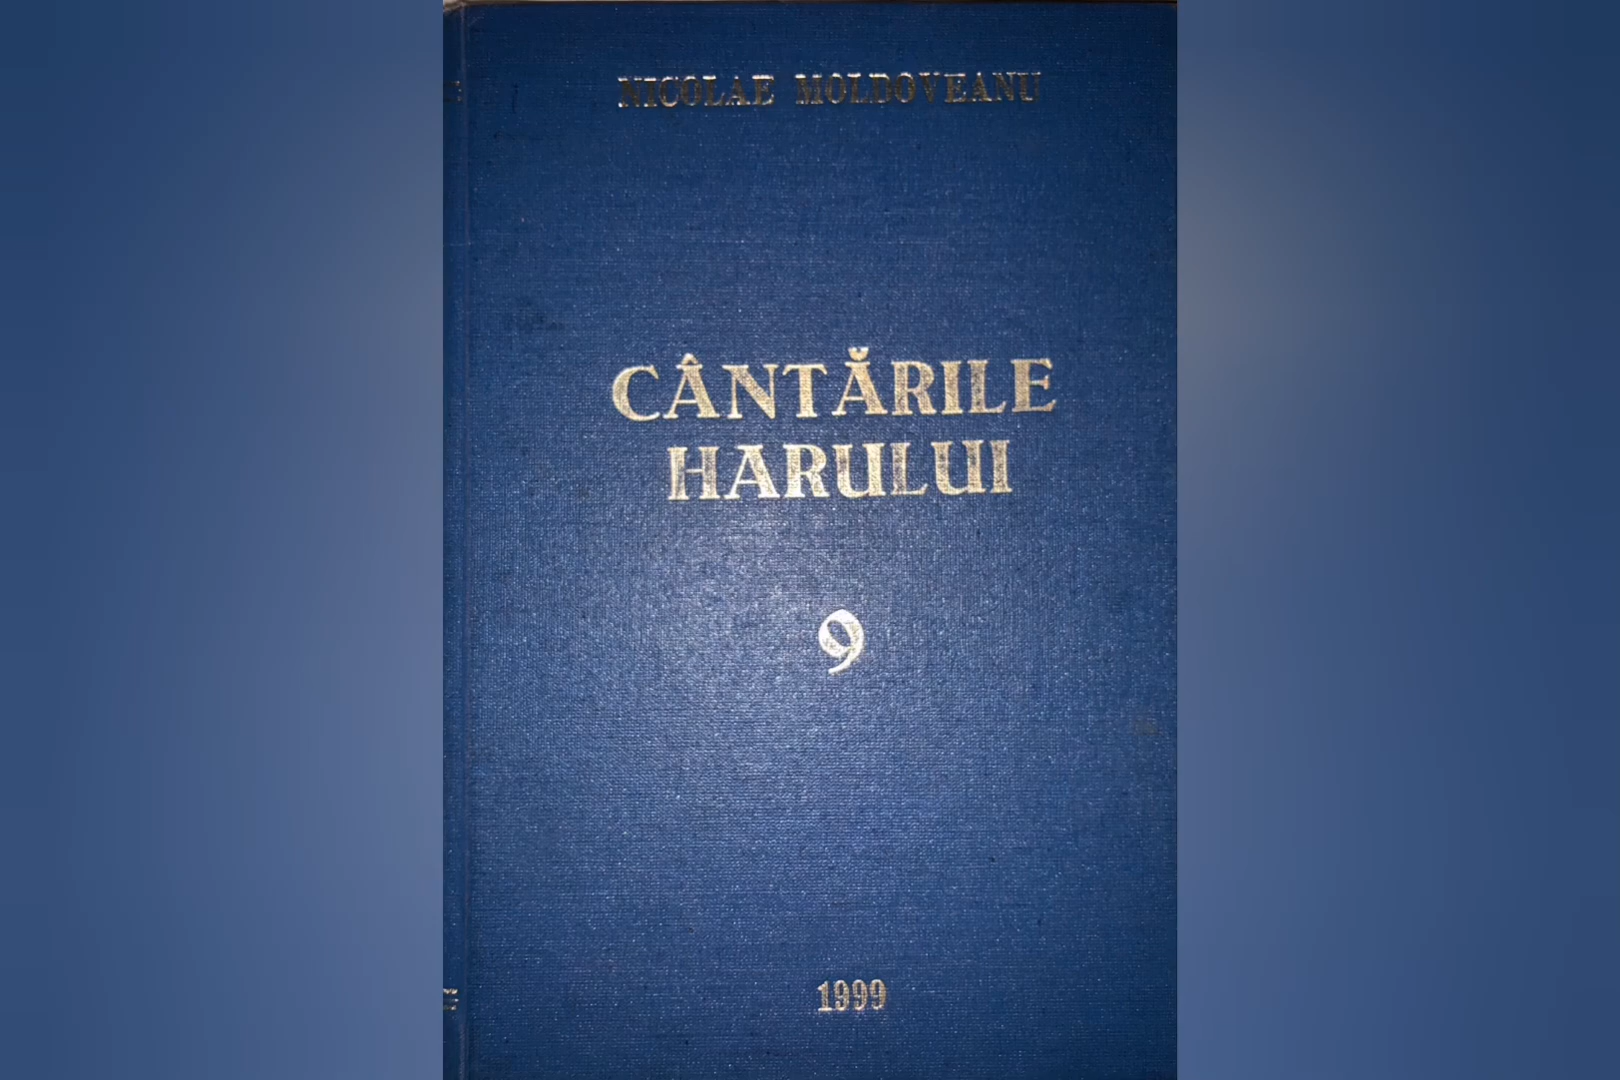 NICOLAE MOLDOVEANU
CÂNTĂRILE
HARULUI
9
1999